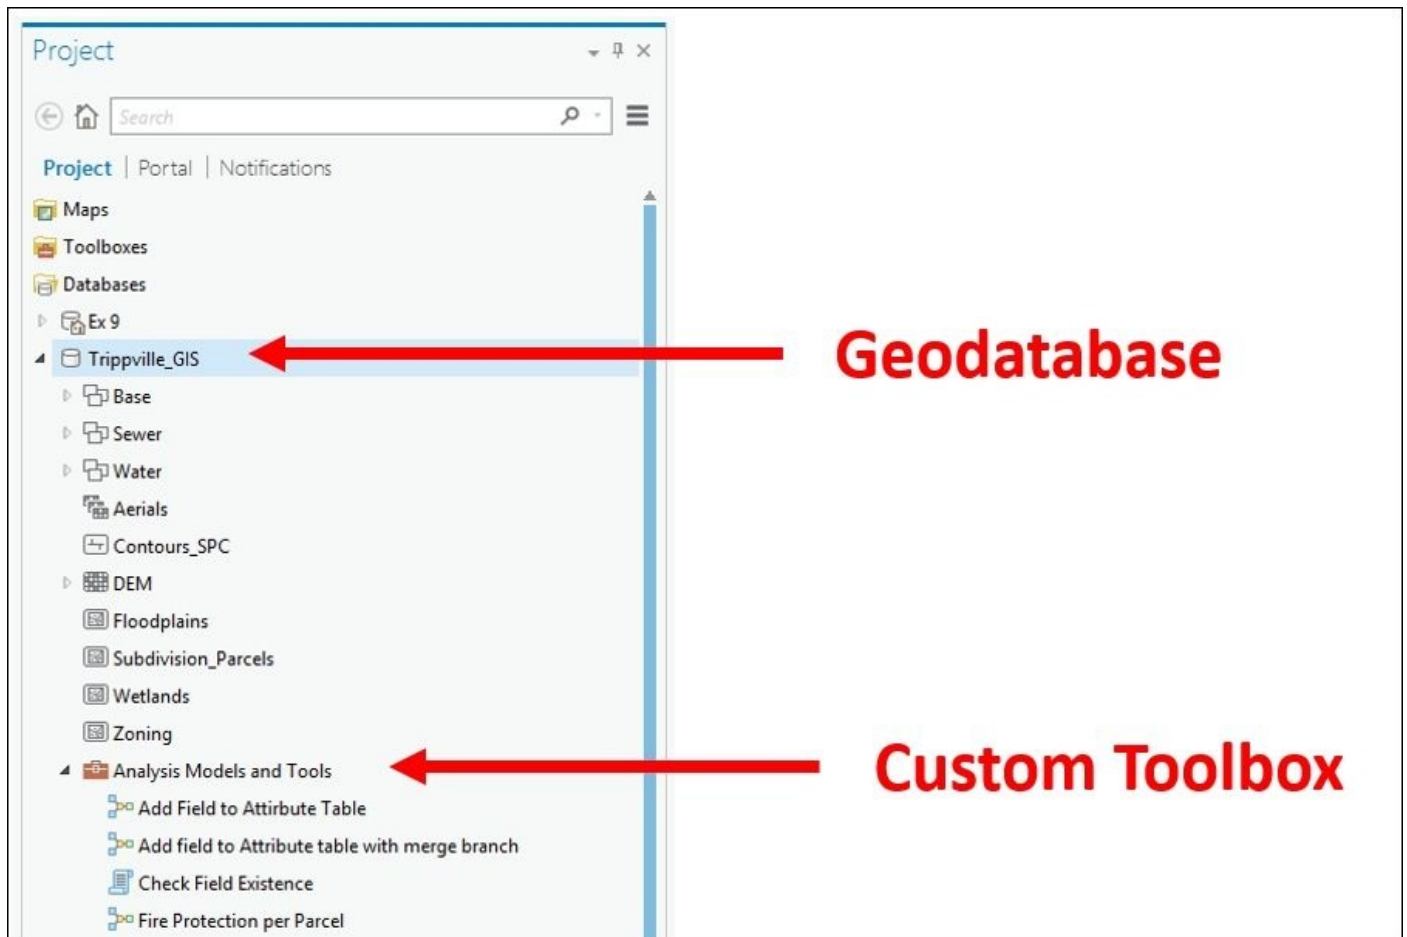 Project
Search
Project | Portal | Notifications
Maps
Toolboxes
Databases
Ex 9
Trippville_GIS
Geodatabase
Base
Sewer
Water
Aerials
Contours_SPC
DEM
Floodplains
Subdivision_Parcels
Wetlands
Zoning
Analysis Models and Tools
Custom Toolbox
Add Field to Attirbute Table
Add field to Attribute table with merge branch
Check Field Existence
Fire Protection per Parcel